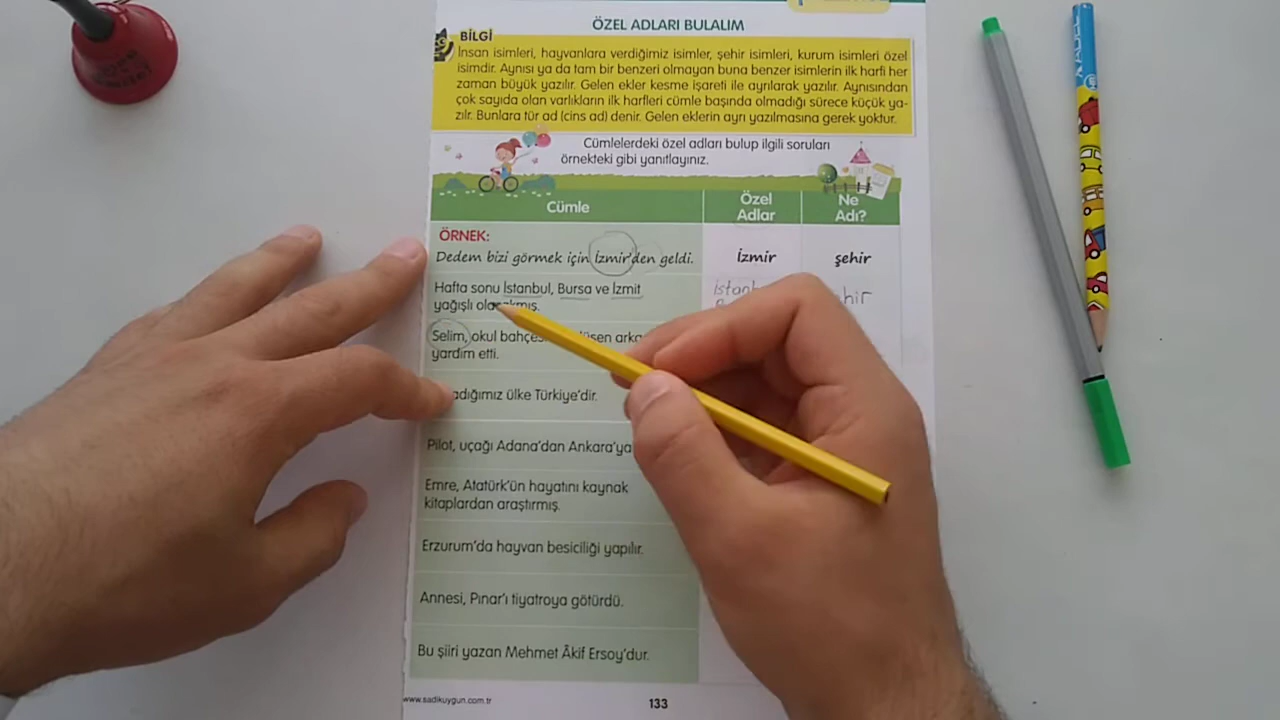 ÖZEL ADLARI BULALIM
BİLGİ
İnsan isimleri, hayvanlara verdiğimiz isimler, şehir isimleri, kurum isimleri özel
isimdir. Aynısı ya da tam bir benzeri olmayan buna benzer isimlerin ilk harfi her
zaman büyük yazılır. Gelen ekler kesme işareti ile ayrılarak yazılır. Aynısından
çok sayıda olan varlıkların ilk harfleri cümle başında olmadığı sürece küçük ya-
zılır. Bunlara tür ad (cins ad) denir. Gelen eklerin ayrı yazılmasına gerek yoktur.
Cümlelerdeki özel adları bulup ilgili soruları
örnekteki gibi yanıtlayınız.
Cümle
Özel
Adlar
Ne
Adı?
ÖRNEK:
Dedem bizi görmek için İzmir'den geldi.
İzmir
şehir
Hafta sonu İstanbul, Bursa ve İzmit
yağışlı olacakmış.
Selim, okul
yardım etti.
ülke Türkiye'dir.
Pilot, uçağı Adana'dan Ankara'ya
Emre, Atatürk'ün hayatını kaynak
kitaplardan araştırmış.
Erzurum'da hayvan besiciliği yapılır.
Annesi, Pınar'ı tiyatroya götürdü.
Bu şiiri yazan Mehmet Âkif Ersoy'dur.
www.sadikuygun.com.tr
133